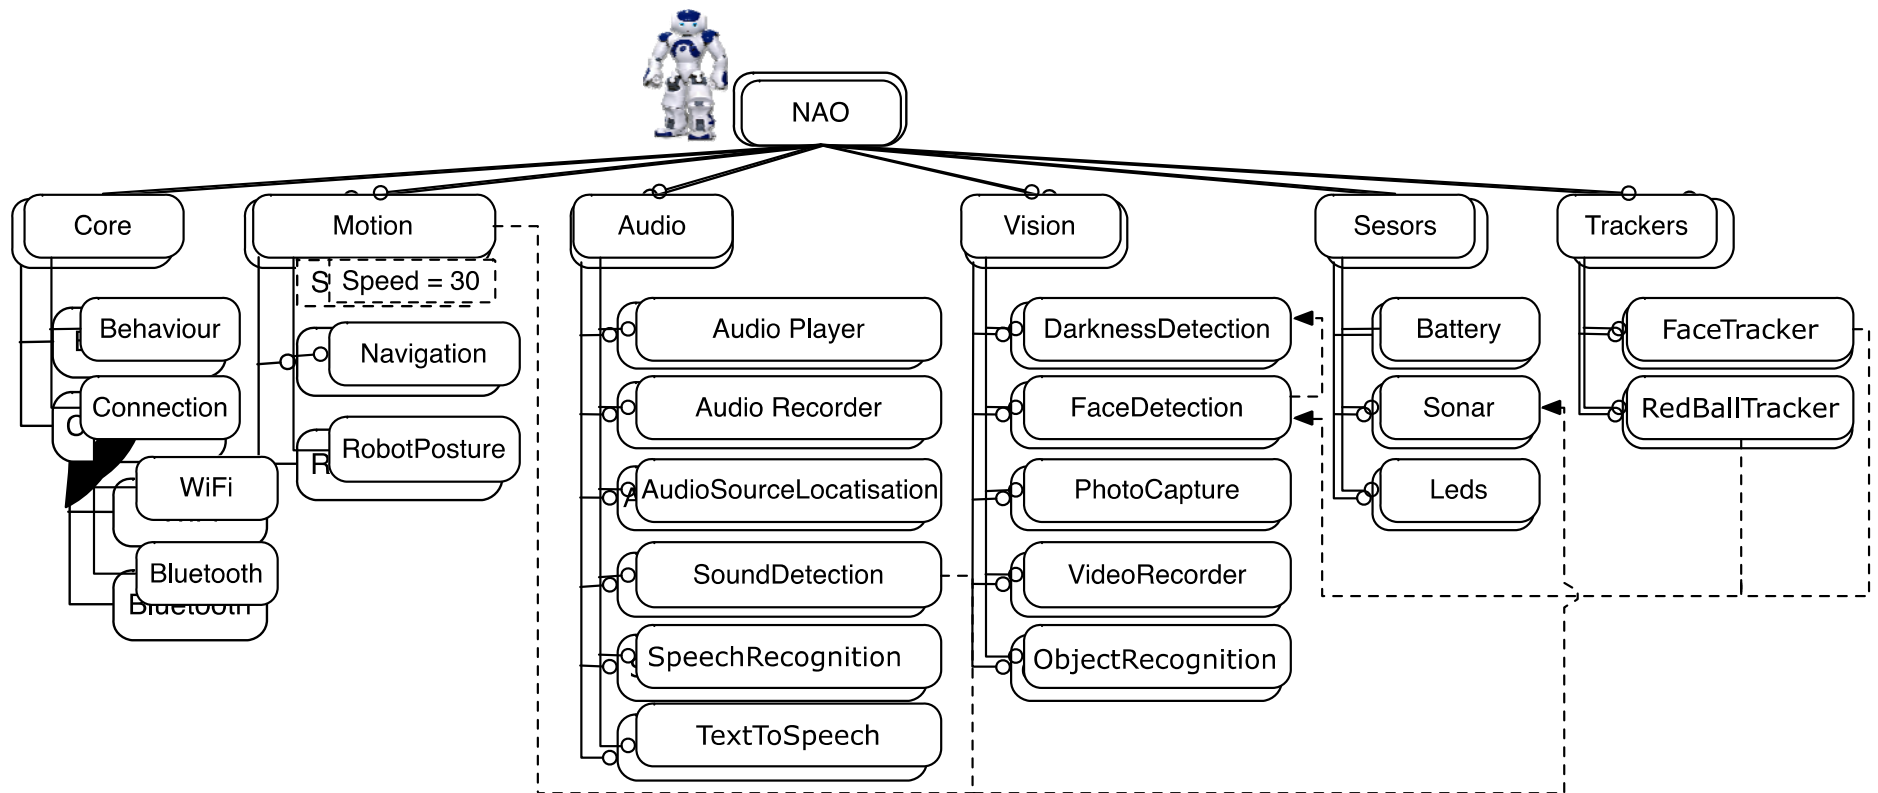 NAO
Core
Motion
Audio
Vision
Sesors
Trackers
S
Speed = 30
Behaviour
Audio Player
DarknessDetection
Battery
FaceTracker
Navigation
Connection
Audio Recorder
FaceDetection
Sonar
RedBallTracker
RobotPosture
R
WiFi
AudioSourceLocatisation
PhotoCapture
Leds
Bluetooth
Bluetooth
SoundDetection
VideoRecorder
SpeechRecognition
ObjectRecognition
TextToSpeech